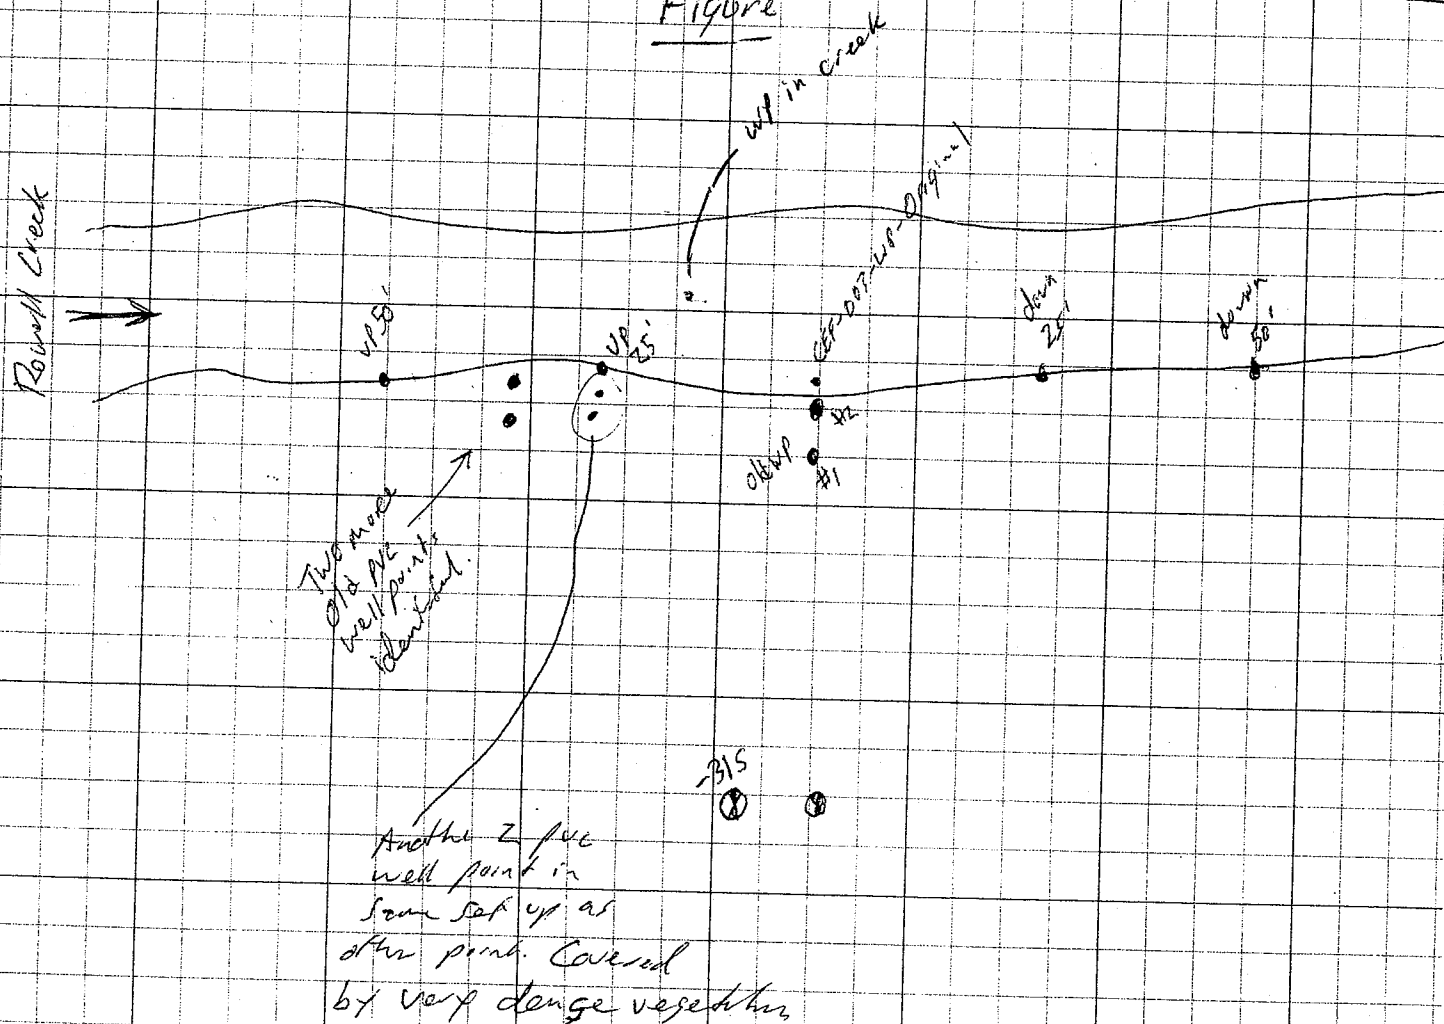 Figure
WP in creek
CEF-007-WP-Original
Rowell Creek
UP 50'
UP
25'
down
25'
down
50'
#2
old WP
#1
Two more
old PVC
well points
identified.
-31S
Another 2 pvc
well point in
same set up as
other point. Covered
by very dense vegetation